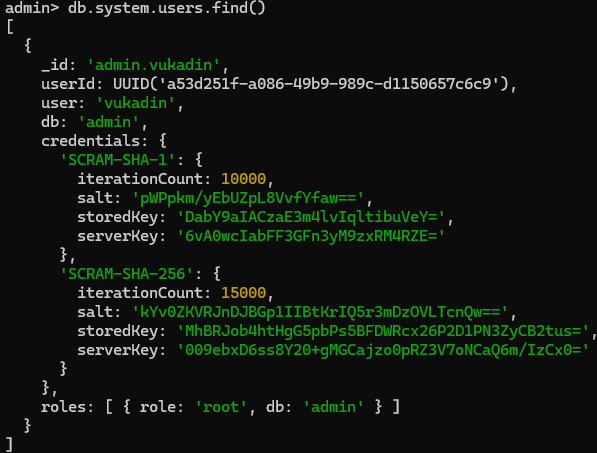 admin> db.system.users.find()
[
  {
    _id: 'admin.vukadin',
    userId: UUID('a53d251f-a086-49b9-989c-d1150657c6c9'),
    user: 'vukadin',
    db: 'admin',
    credentials: {
      'SCRAM-SHA-1': {
        iterationCount: 10000,
        salt: 'pWPpkm/yEbUZpL8VvfYfaw==',
        storedKey: 'DabY9aIACzaE3m4lvIqltibuVeY=',
        serverKey: '6vA0wcIabFF3GFn3yM9zxRM4RZE='
      },
      'SCRAM-SHA-256': {
        iterationCount: 15000,
        salt: 'kYv0ZKVRJnDJBGp1IIBtKrIQ5r3mDzOVLTcnQw==',
        storedKey: 'MhBRJob4htHgG5pbPs5BFDWRcx26P2D1PN3ZyCB2tus=',
        serverKey: '009ebxD6ss8Y20+gMGCajzo0pRZ3V7oNCaQ6m/IzCx0='
      }
    },
    roles: [ { role: 'root', db: 'admin' } ]
  }
]